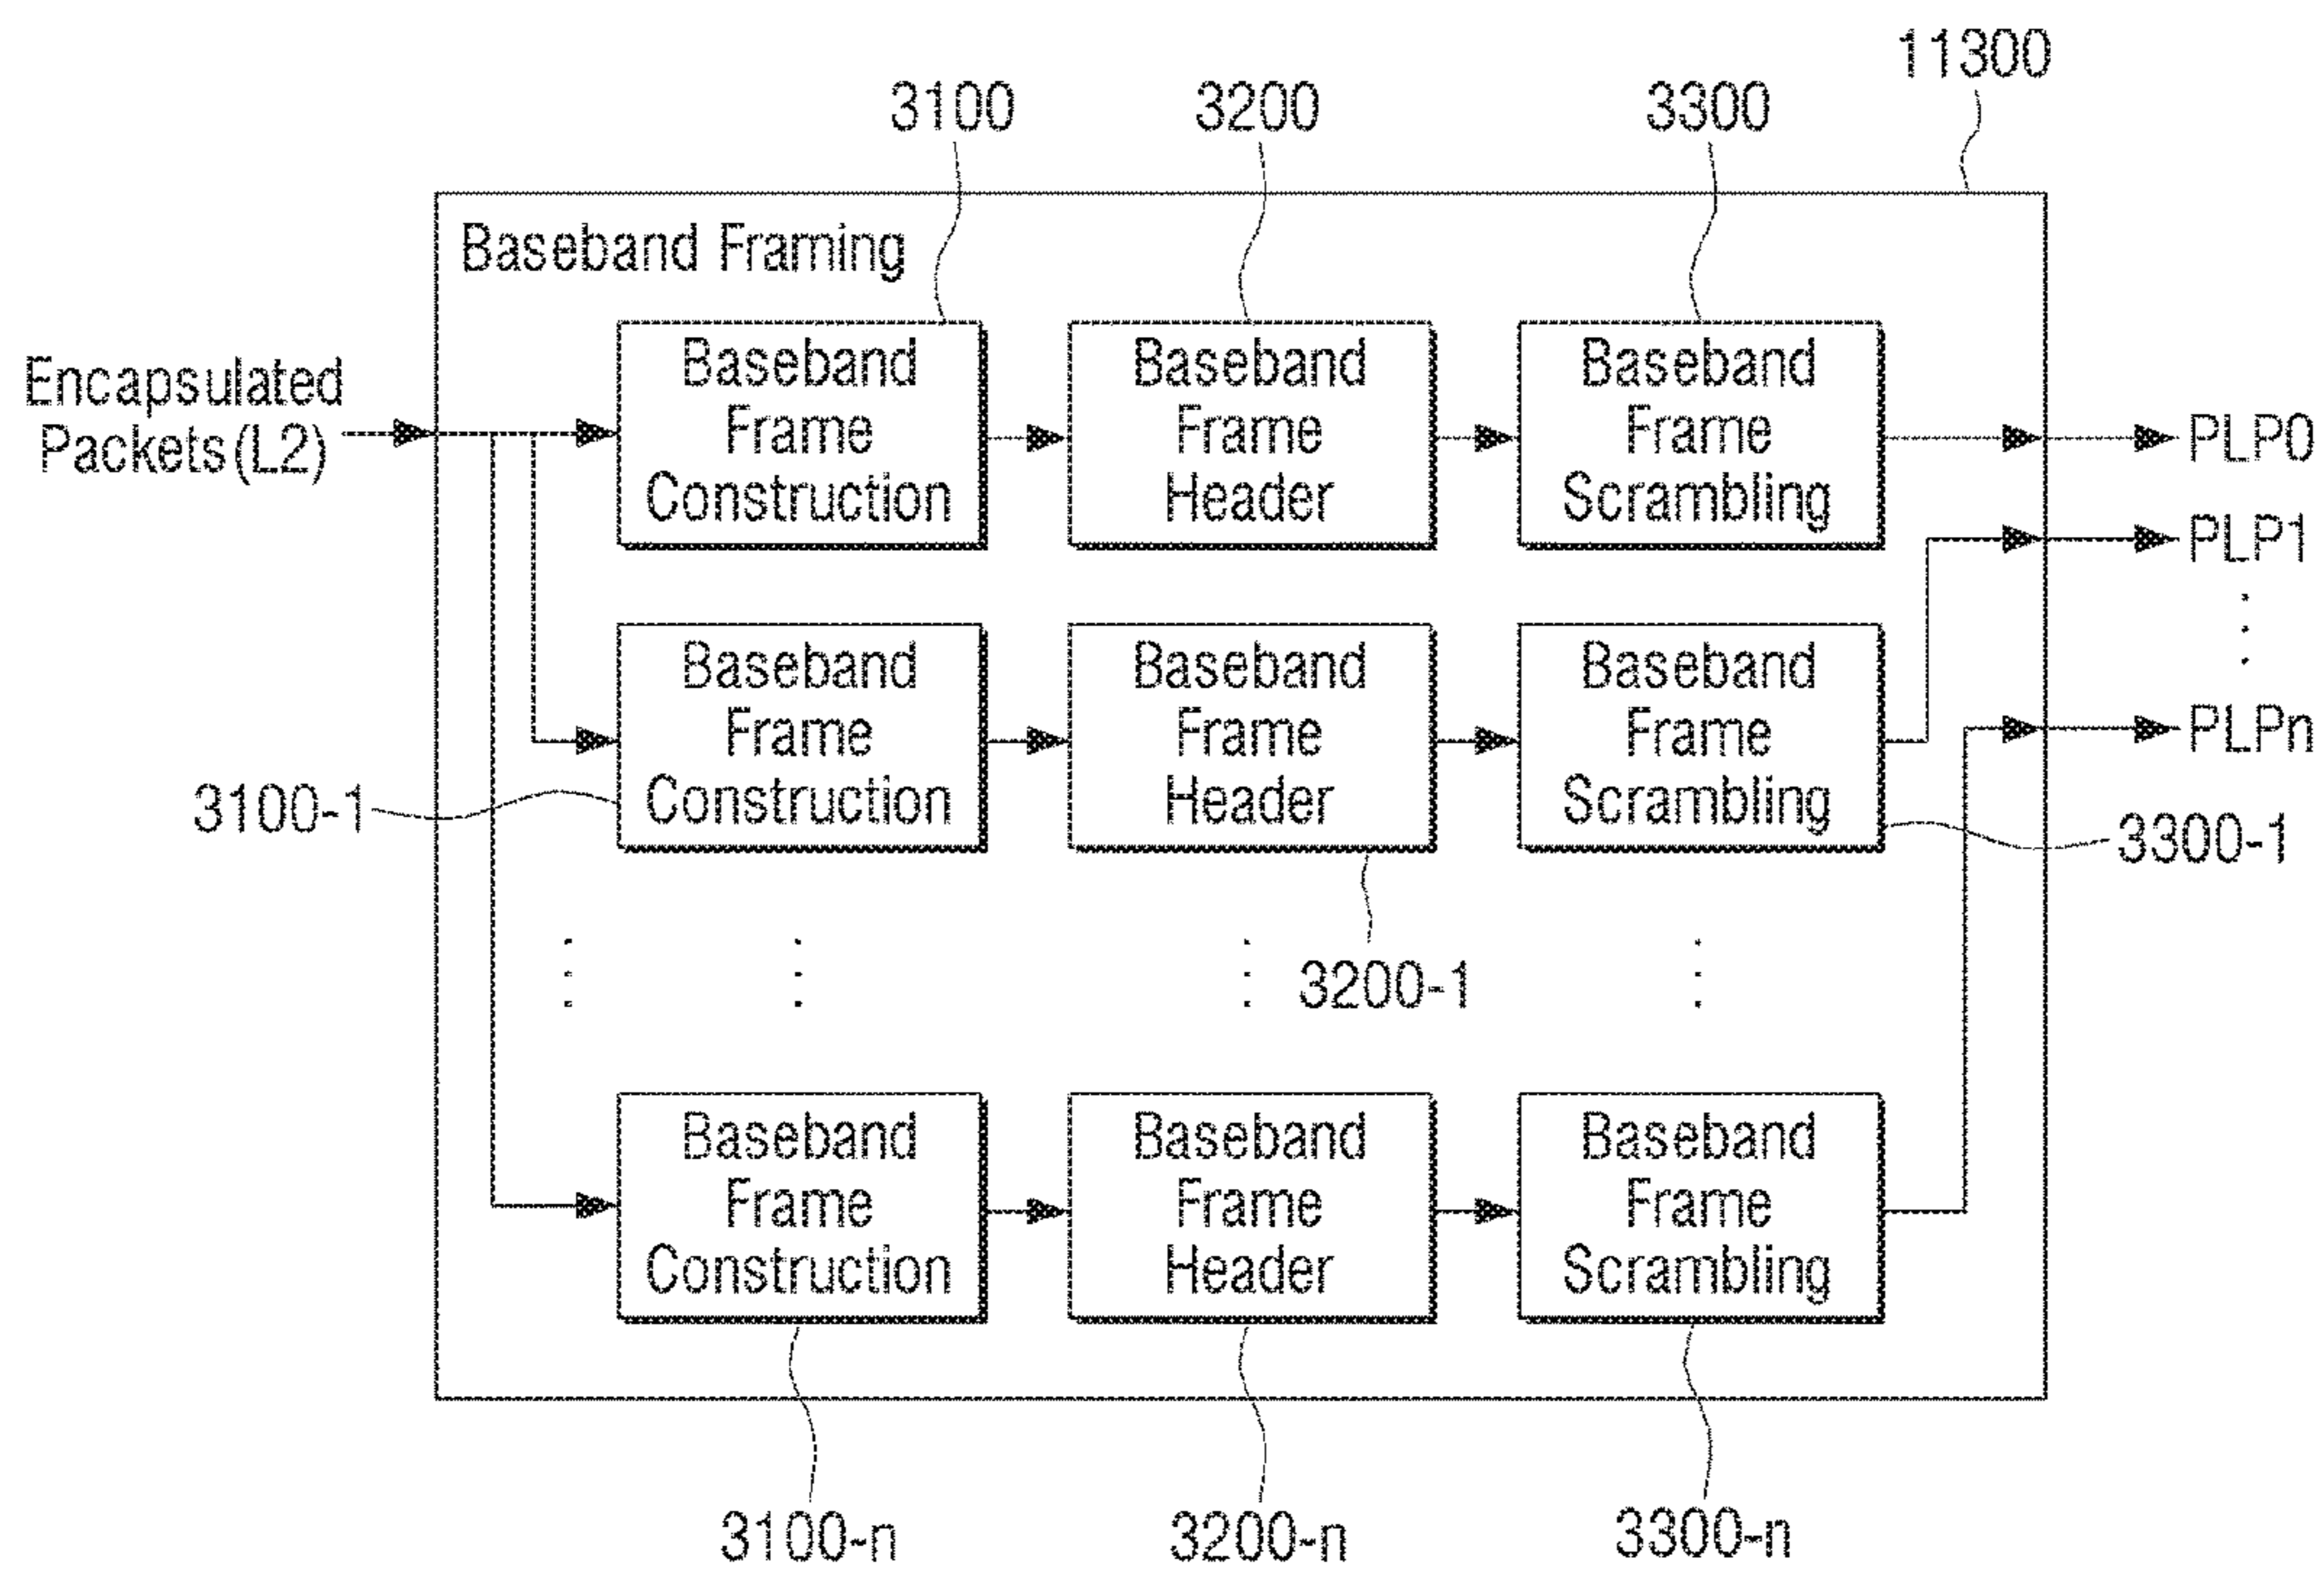 11300
3100
3200
3300
Baseband Framing
Encapsulated
Packets(L2)
Baseband
Frame
Construction
Baseband
Frame
Header
Baseband
Frame
Scrambling
PLP0
PLP1
PLPn
Baseband
Frame
Construction
Baseband
Frame
Header
Baseband
Frame
Scrambling
3100-1
3300-1
3200-1
Baseband
Frame
Construction
Baseband
Frame
Header
Baseband
Frame
Scrambling
3100-n
3200-n
3300-n